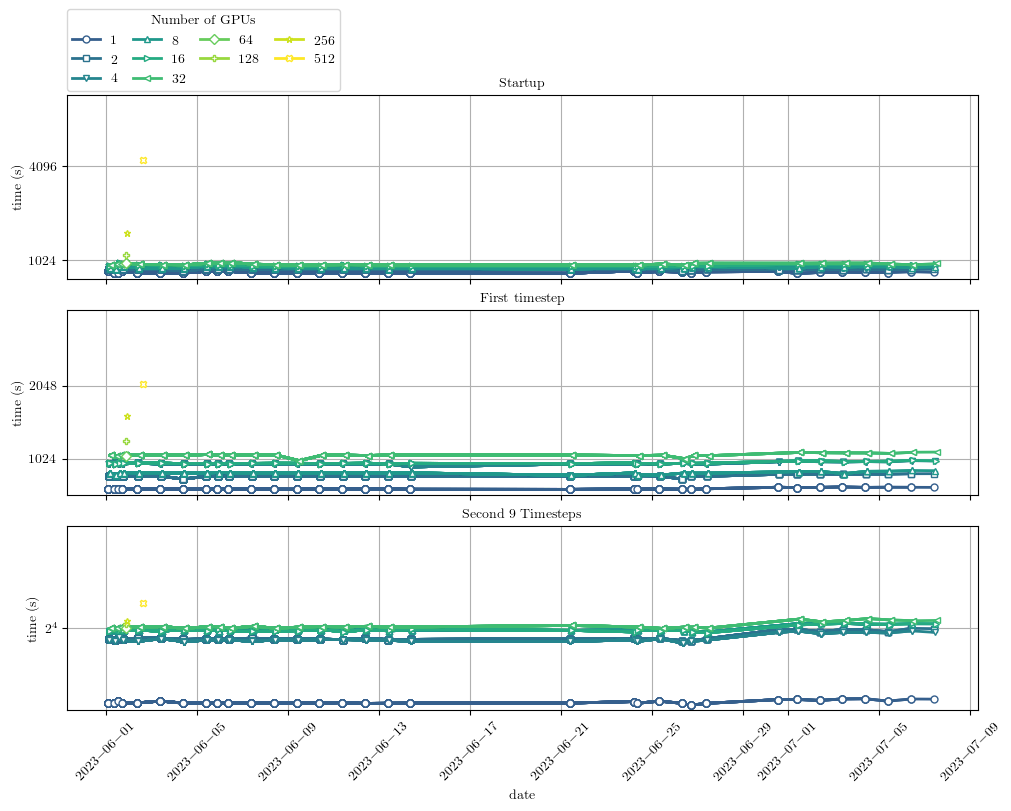 Number of GPUs
1 8 64 256
2 16 128 512
4 32
Startup
4096
time (s)
1024
First timestep
2048
time (s)
1024
Second 9 Timesteps
2⁴
time (s)
2023−06−01 2023−06−05 2023−06−09 2023−06−13 2023−06−17 2023−06−21 2023−06−25 2023−06−29 2023−07−01 2023−07−05 2023−07−09
date